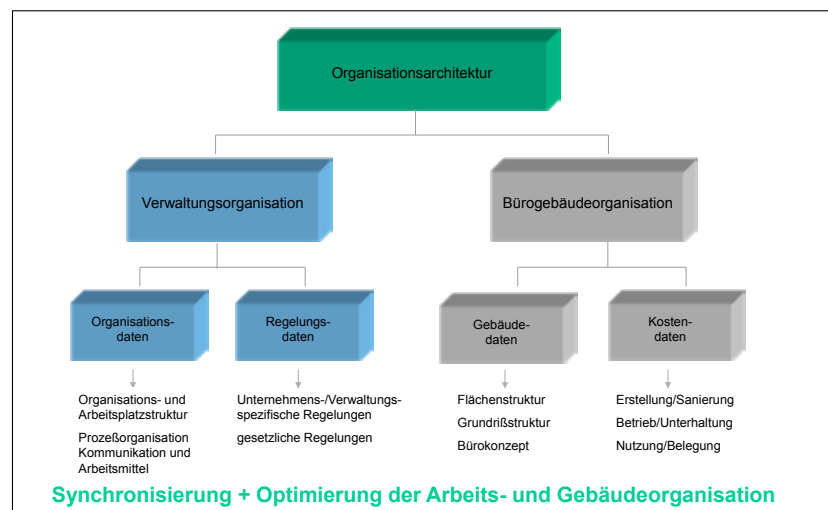 Organisationsarchitektur
Verwaltungsorganisation
Bürogebäudeorganisation
Organisations-
daten
Regelungs-
daten
Gebäude-
daten
Kosten-
daten
Organisations- und
Arbeitsplatzstruktur
Prozeßorganisation
Kommunikation und
Arbeitsmittel
Unternehmens-/Verwaltungs-
spezifische Regelungen
gesetzliche Regelungen
Flächenstruktur
Grundrißstruktur
Bürokonzept
Erstellung/Sanierung
Betrieb/Unterhaltung
Nutzung/Belegung
Synchronisierung + Optimierung der Arbeits- und Gebäudeorganisation